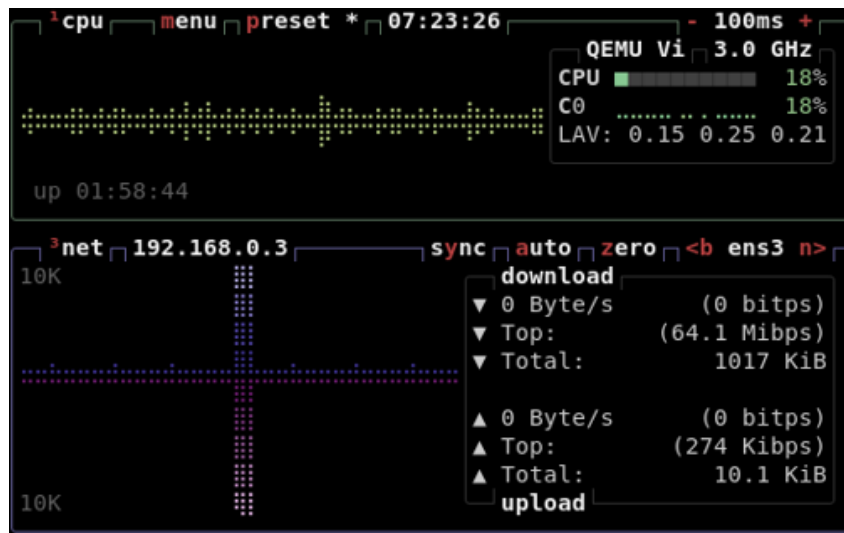 ¹cpu menu preset * 07:23:26 - 100ms +
QEMU Vi 3.0 GHz
CPU 18%
C0 18%
LAV: 0.15 0.25 0.21
up 01:58:44
³net 192.168.0.3 sync auto zero <b ens3 n>
10K
download
▼ 0 Byte/s (0 bitps)
▼ Top: (64.1 Mibps)
▼ Total: 1017 KiB
▲ 0 Byte/s (0 bitps)
▲ Top: (274 Kibps)
▲ Total: 10.1 KiB
10K
upload